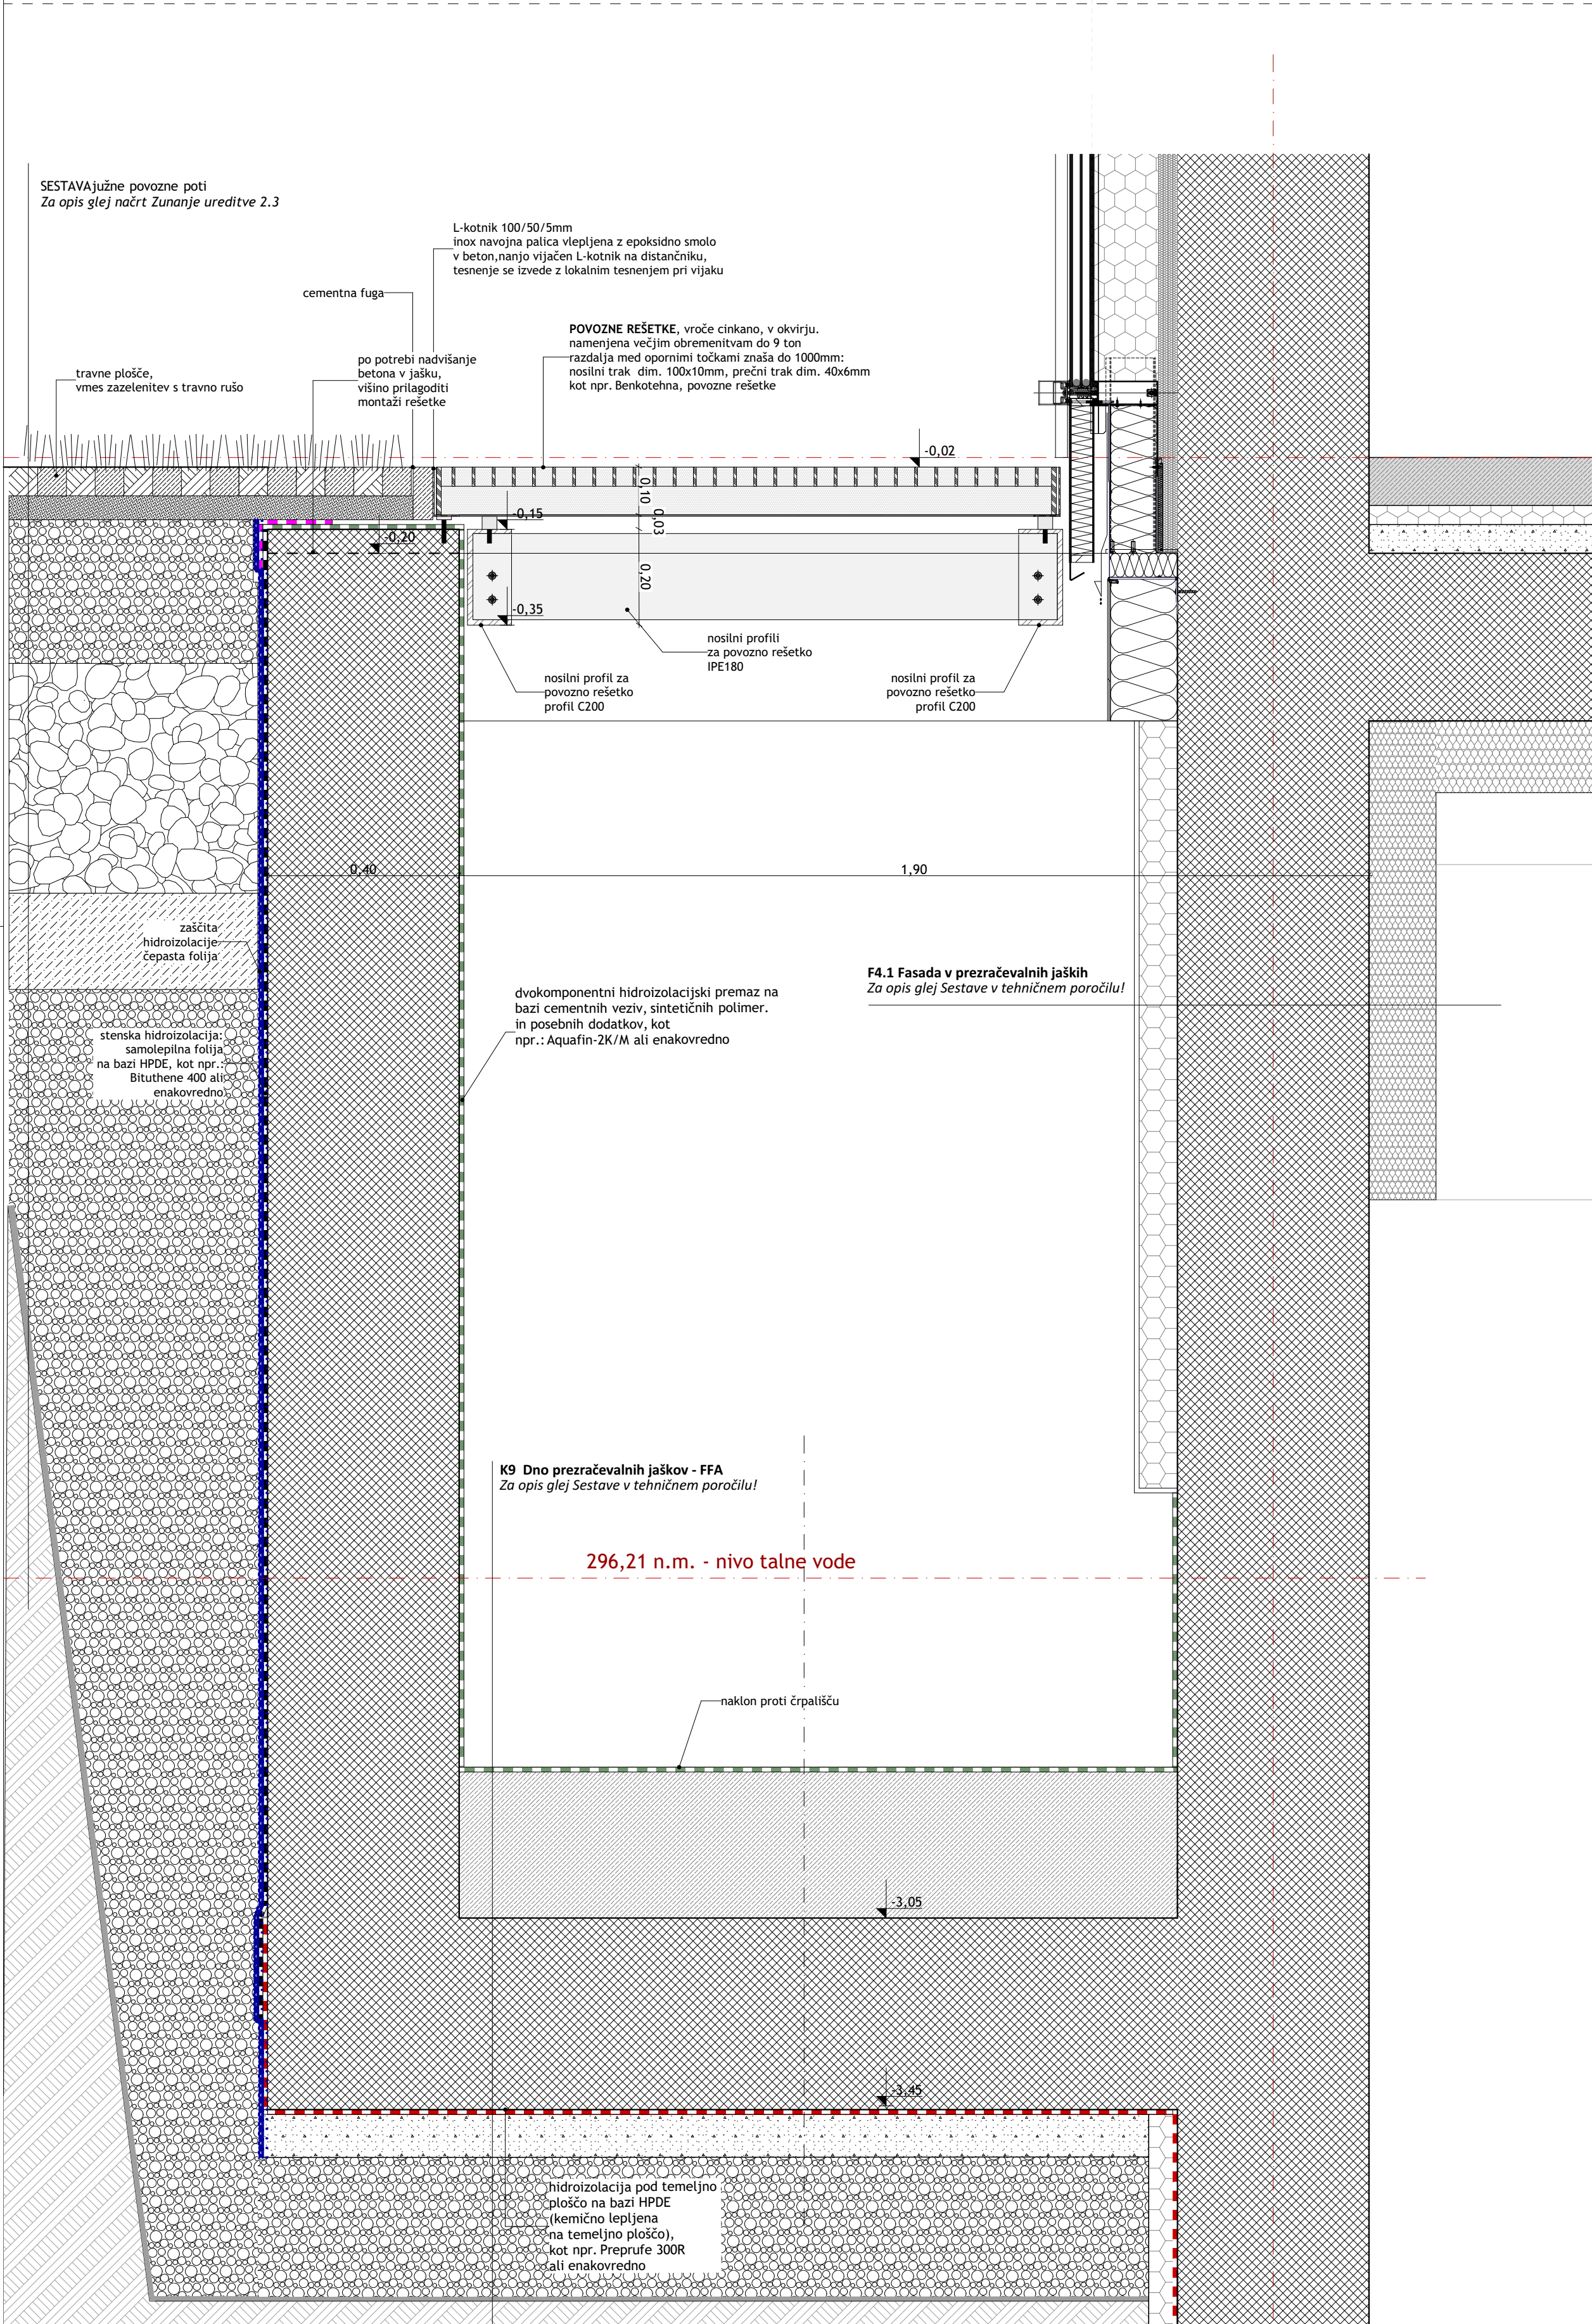 SESTAVA južne povozne poti
Za opis glej načrt Zunanje ureditve 2.3
L-kotnik 100/50/5mm
inox navojna palica vlepljena z epoksidno smolo
v beton,nanjo vijačen L-kotnik na distančniku,
tesnenje se izvede z lokalnim tesnenjem pri vijaku
cementna fuga
POVOZNE REŠETKE, vroče cinkano, v okvirju.
namenjena večjim obremenitvam do 9 ton
razdalja med opornimi točkami znaša do 1000mm:
nosilni trak dim. 100x10mm, prečni trak dim. 40x6mm
kot npr. Benkotehna, povozne rešetke
po potrebi nadvišanje
betona v jašku,
višino prilagoditi
montaži rešetke
travne plošče,
vmes zazelenitev s travno rušo
-0,02
0,10
0,03
-0,15
-0,20
0,20
-0,35
nosilni profili
za povozno rešetko
IPE180
nosilni profil za
povozno rešetko
profil C200
nosilni profil za
povozno rešetko
profil C200
0,40
1,90
zaščita
hidroizolacije
čepasta folija
F4.1 Fasada v prezračevalnih jaških
Za opis glej Sestave v tehničnem poročilu!
dvokomponentni hidroizolacijski premaz na
bazi cementnih veziv, sintetičnih polimer.
in posebnih dodatkov, kot
npr.: Aquafin-2K/M ali enakovredno
stenska hidroizolacija:
samolepilna folija
na bazi HPDE, kot npr.:
Bituthene 400 ali
enakovredno
K9 Dno prezračevalnih jaškov - FFA
Za opis glej Sestave v tehničnem poročilu!
296,21 n.m. - nivo talne vode
naklon proti črpališču
-3,05
-3,45
hidroizolacija pod temeljno
ploščo na bazi HPDE
(kemično lepljena
na temeljno ploščo),
kot npr. Preprufe 300R
ali enakovredno